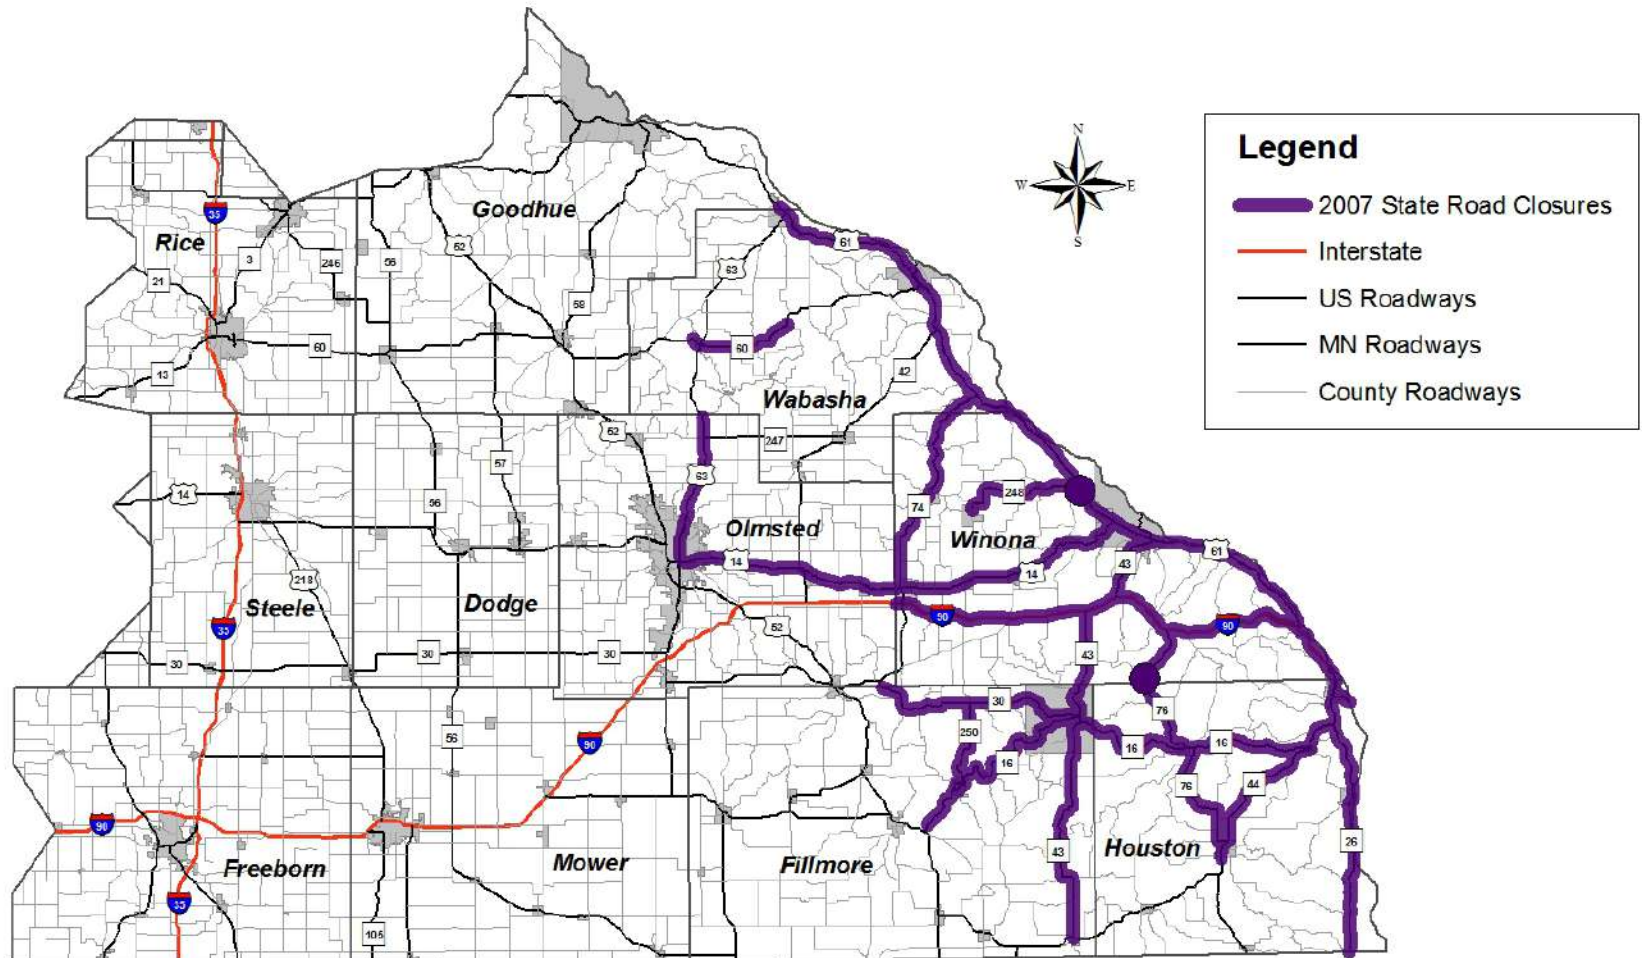 N
W
E
S
Legend
2007 State Road Closures
Interstate
US Roadways
MN Roadways
County Roadways
Goodhue
Rice
35
3
246
56
52
63
61
21
58
60
60
60
13
42
Wabasha
52
247
57
63
14
56
74
248
Olmsted
Winona
61
14
14
43
218
Steele
Dodge
90
90
35
52
30
30
30
43
30
76
56
250
16
16
16
90
76
44
90
26
Freeborn
Mower
Fillmore
43
Houston
35
105